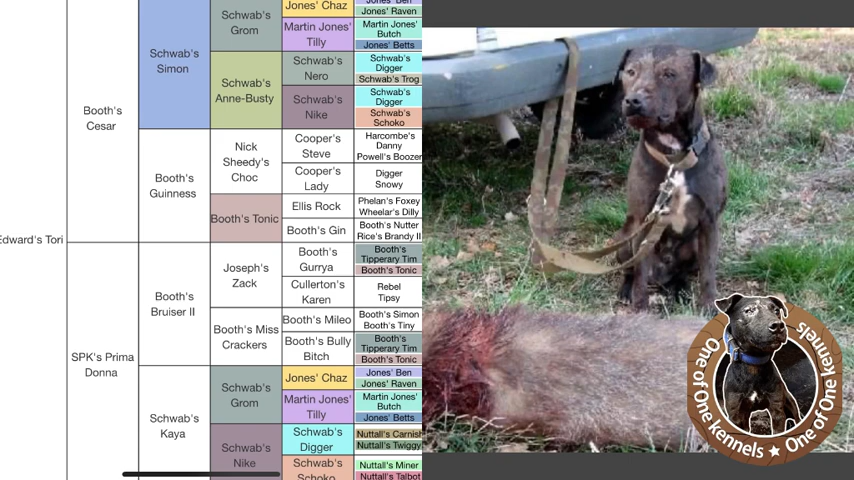 Edward's Tori
Booth's
Cesar
SPK's Prima
Donna
Schwab's
Simon
Booth's
Guinness
Booth's
Bruiser II
Schwab's
Kaya
Schwab's
Grom
Schwab's
Anne-Busty
Nick
Sheedy's
Choc
Booth's Tonic
Joseph's
Zack
Booth's Miss
Crackers
Schwab's
Grom
Schwab's
Nike
Jones' Chaz
Martin Jones'
Tilly
Schwab's
Nero
Schwab's
Nike
Cooper's
Steve
Cooper's
Lady
Ellis Rock
Booth's Gin
Booth's
Gurrya
Cullerton's
Karen
Booth's Mileo
Booth's Bully
Bitch
Jones' Chaz
Martin Jones'
Tilly
Schwab's
Digger
Schwab's
Schoko
Jones' Ben
Jones' Raven
Martin Jones'
Butch
Jones' Betts
Schwab's
Digger
Schwab's Trog
Schwab's
Digger
Schwab's
Schoko
Harcombe's
Danny
Powell's Boozer
Digger
Snowy
Phelan's Foxey
Wheelar's Dilly
Booth's Nutter
Rice's Brandy II
Booth's
Tipperary Tim
Booth's Tonic
Rebel
Tipsy
Booth's Simon
Booth's Tiny
Booth's
Tipperary Tim
Booth's Tonic
Jones' Ben
Jones' Raven
Martin Jones'
Butch
Jones' Betts
Nuttall's Carnish
Nuttall's Twiggy
Nuttall's Miner
Nuttall's Talbot
One of One kennels ★ One of One kennels